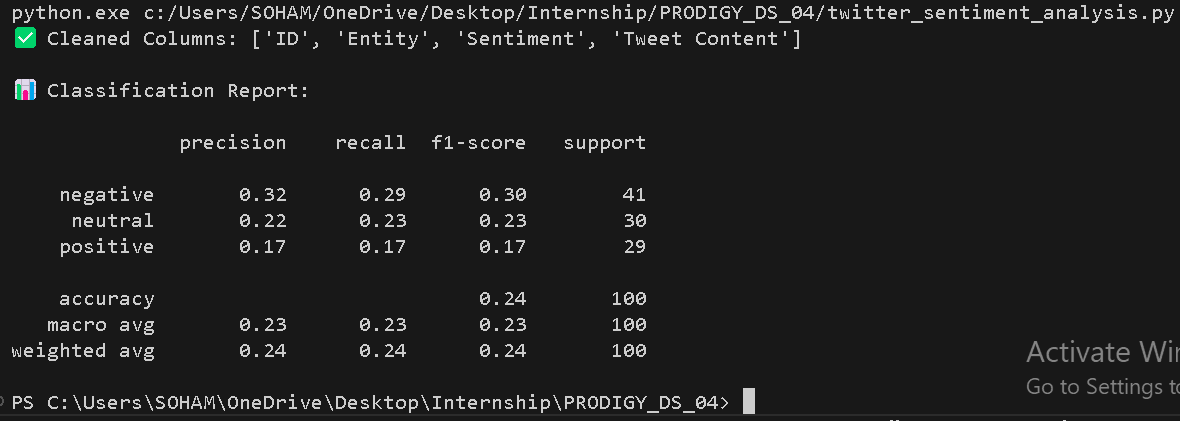 python.exe c:/Users/SOHAM/OneDrive/Desktop/Internship/PRODIGY_DS_04/twitter_sentiment_analysis.py
✅ Cleaned Columns: ['ID', 'Entity', 'Sentiment', 'Tweet Content']
📊 Classification Report:
precision recall f1-score support
negative 0.32 0.29 0.30 41
neutral 0.22 0.23 0.23 30
positive 0.17 0.17 0.17 29
accuracy 0.24 100
macro avg 0.23 0.23 0.23 100
weighted avg 0.24 0.24 0.24 100
Activate Wi
Go to Settings t
PS C:\Users\SOHAM\OneDrive\Desktop\Internship\PRODIGY_DS_04>